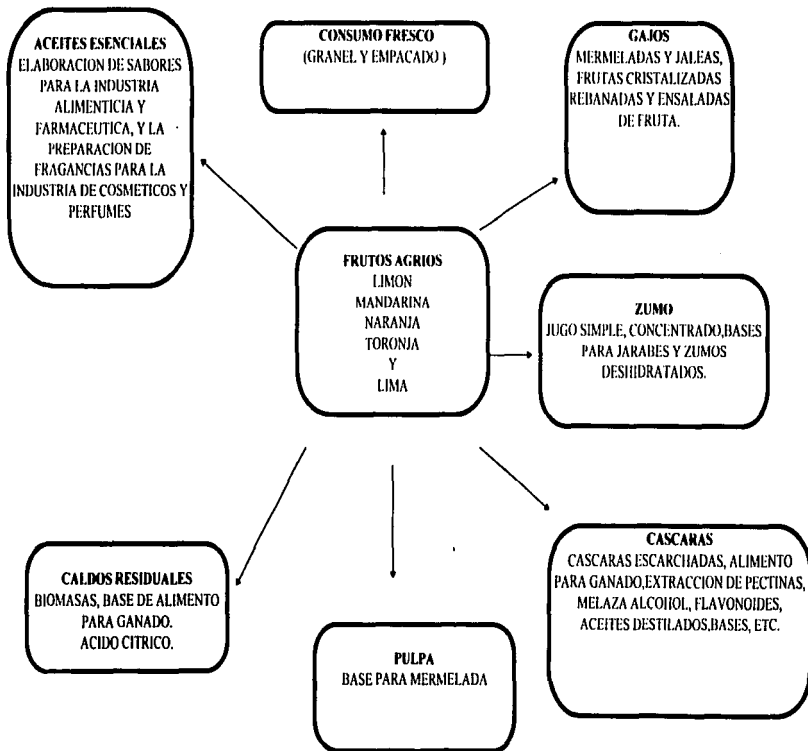 ACEITES ESENCIALES
ELABORACION DE SABORES
PARA LA INDUSTRIA
ALIMENTICIA Y
FARMACEUTICA, Y LA
PREPARACION DE
FRAGANCIAS PARA LA
INDUSTRIA DE COSMETICOS Y
PERFUMES
CONSUMO FRESCO
(GRANEL Y EMPACADO )
GAJOS
MERMELADAS Y JALEAS,
FRUTAS CRISTALIZADAS
REBANADAS Y ENSALADAS
DE FRUTA.
FRUTOS AGRIOS
LIMON
MANDARINA
NARANJA
TORONJA
Y
LIMA
ZUMO
JUGO SIMPLE, CONCENTRADO,BASES
PARA JARABES Y ZUMOS
DESHIDRATADOS.
CALDOS RESIDUALES
BIOMASAS, BASE DE ALIMENTO
PARA GANADO.
ACIDO CITRICO.
PULPA
BASE PARA MERMELADA
CASCARAS
CASCARAS ESCARCHADAS, ALIMENTO
PARA GANADO,EXTRACCION DE PECTINAS,
MELAZA ALCOHOL, FLAVONOIDES,
ACEITES DESTILADOS,BASES, ETC.